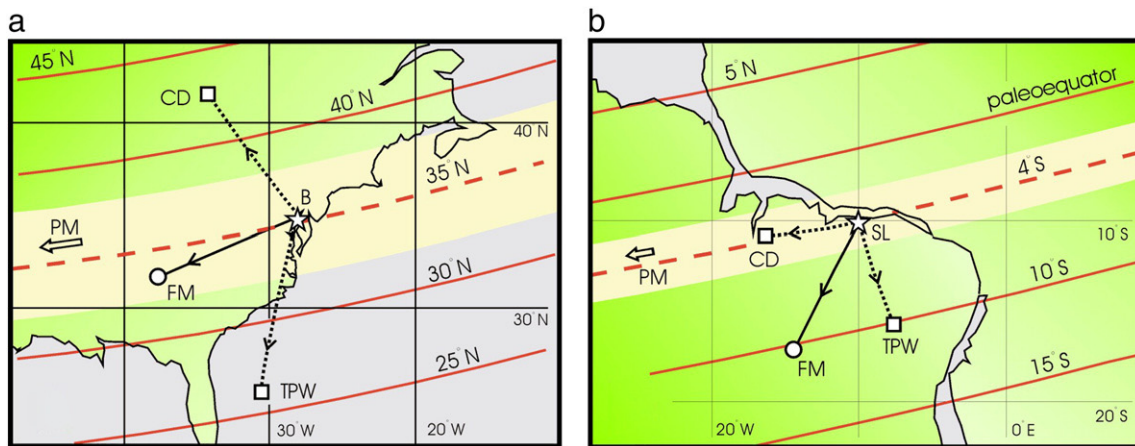 a
45°N
CD
40°N
40°N
B
35°N
PM
FM
30°N
30°N
TPW
25°N
30°W
20°W
b
5°N
paleoequator
4°S
SL
10°S
CD
PM
10°S
TPW
FM
15°S
20°W
0°E
20°S